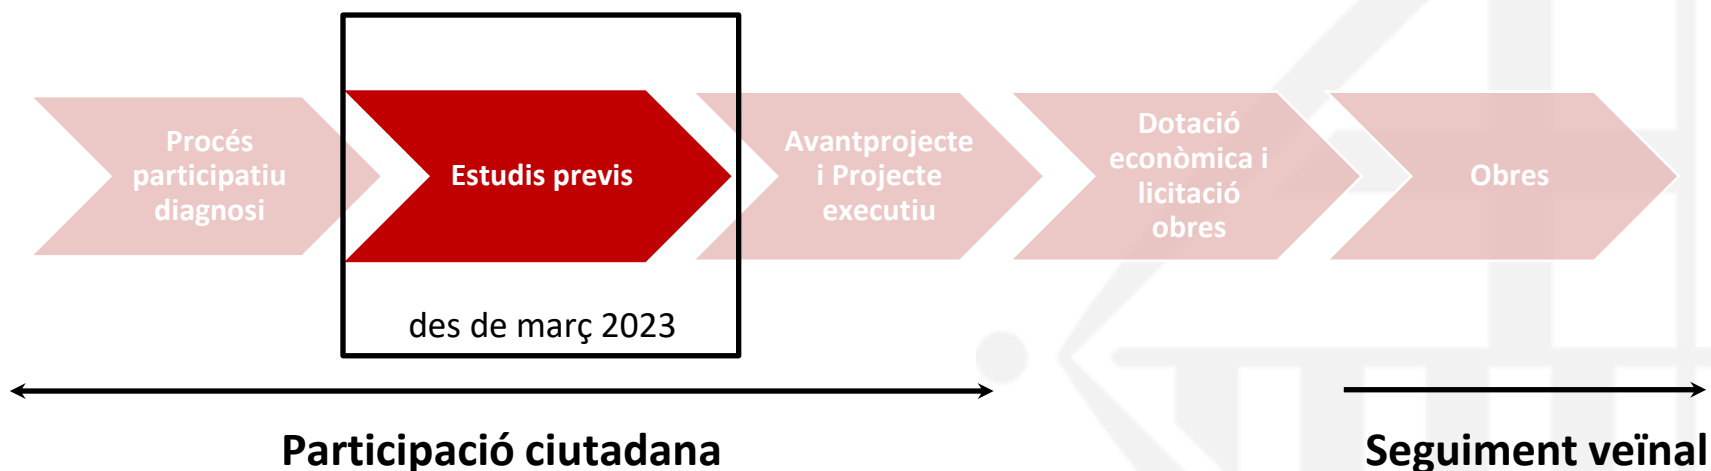 Procés
participatiu
diagnosi
Estudis previs
Avantprojecte
i Projecte
executiu
Dotació
econòmica i
licitació
obres
Obres
des de març 2023
Participació ciutadana
Seguiment veïnal